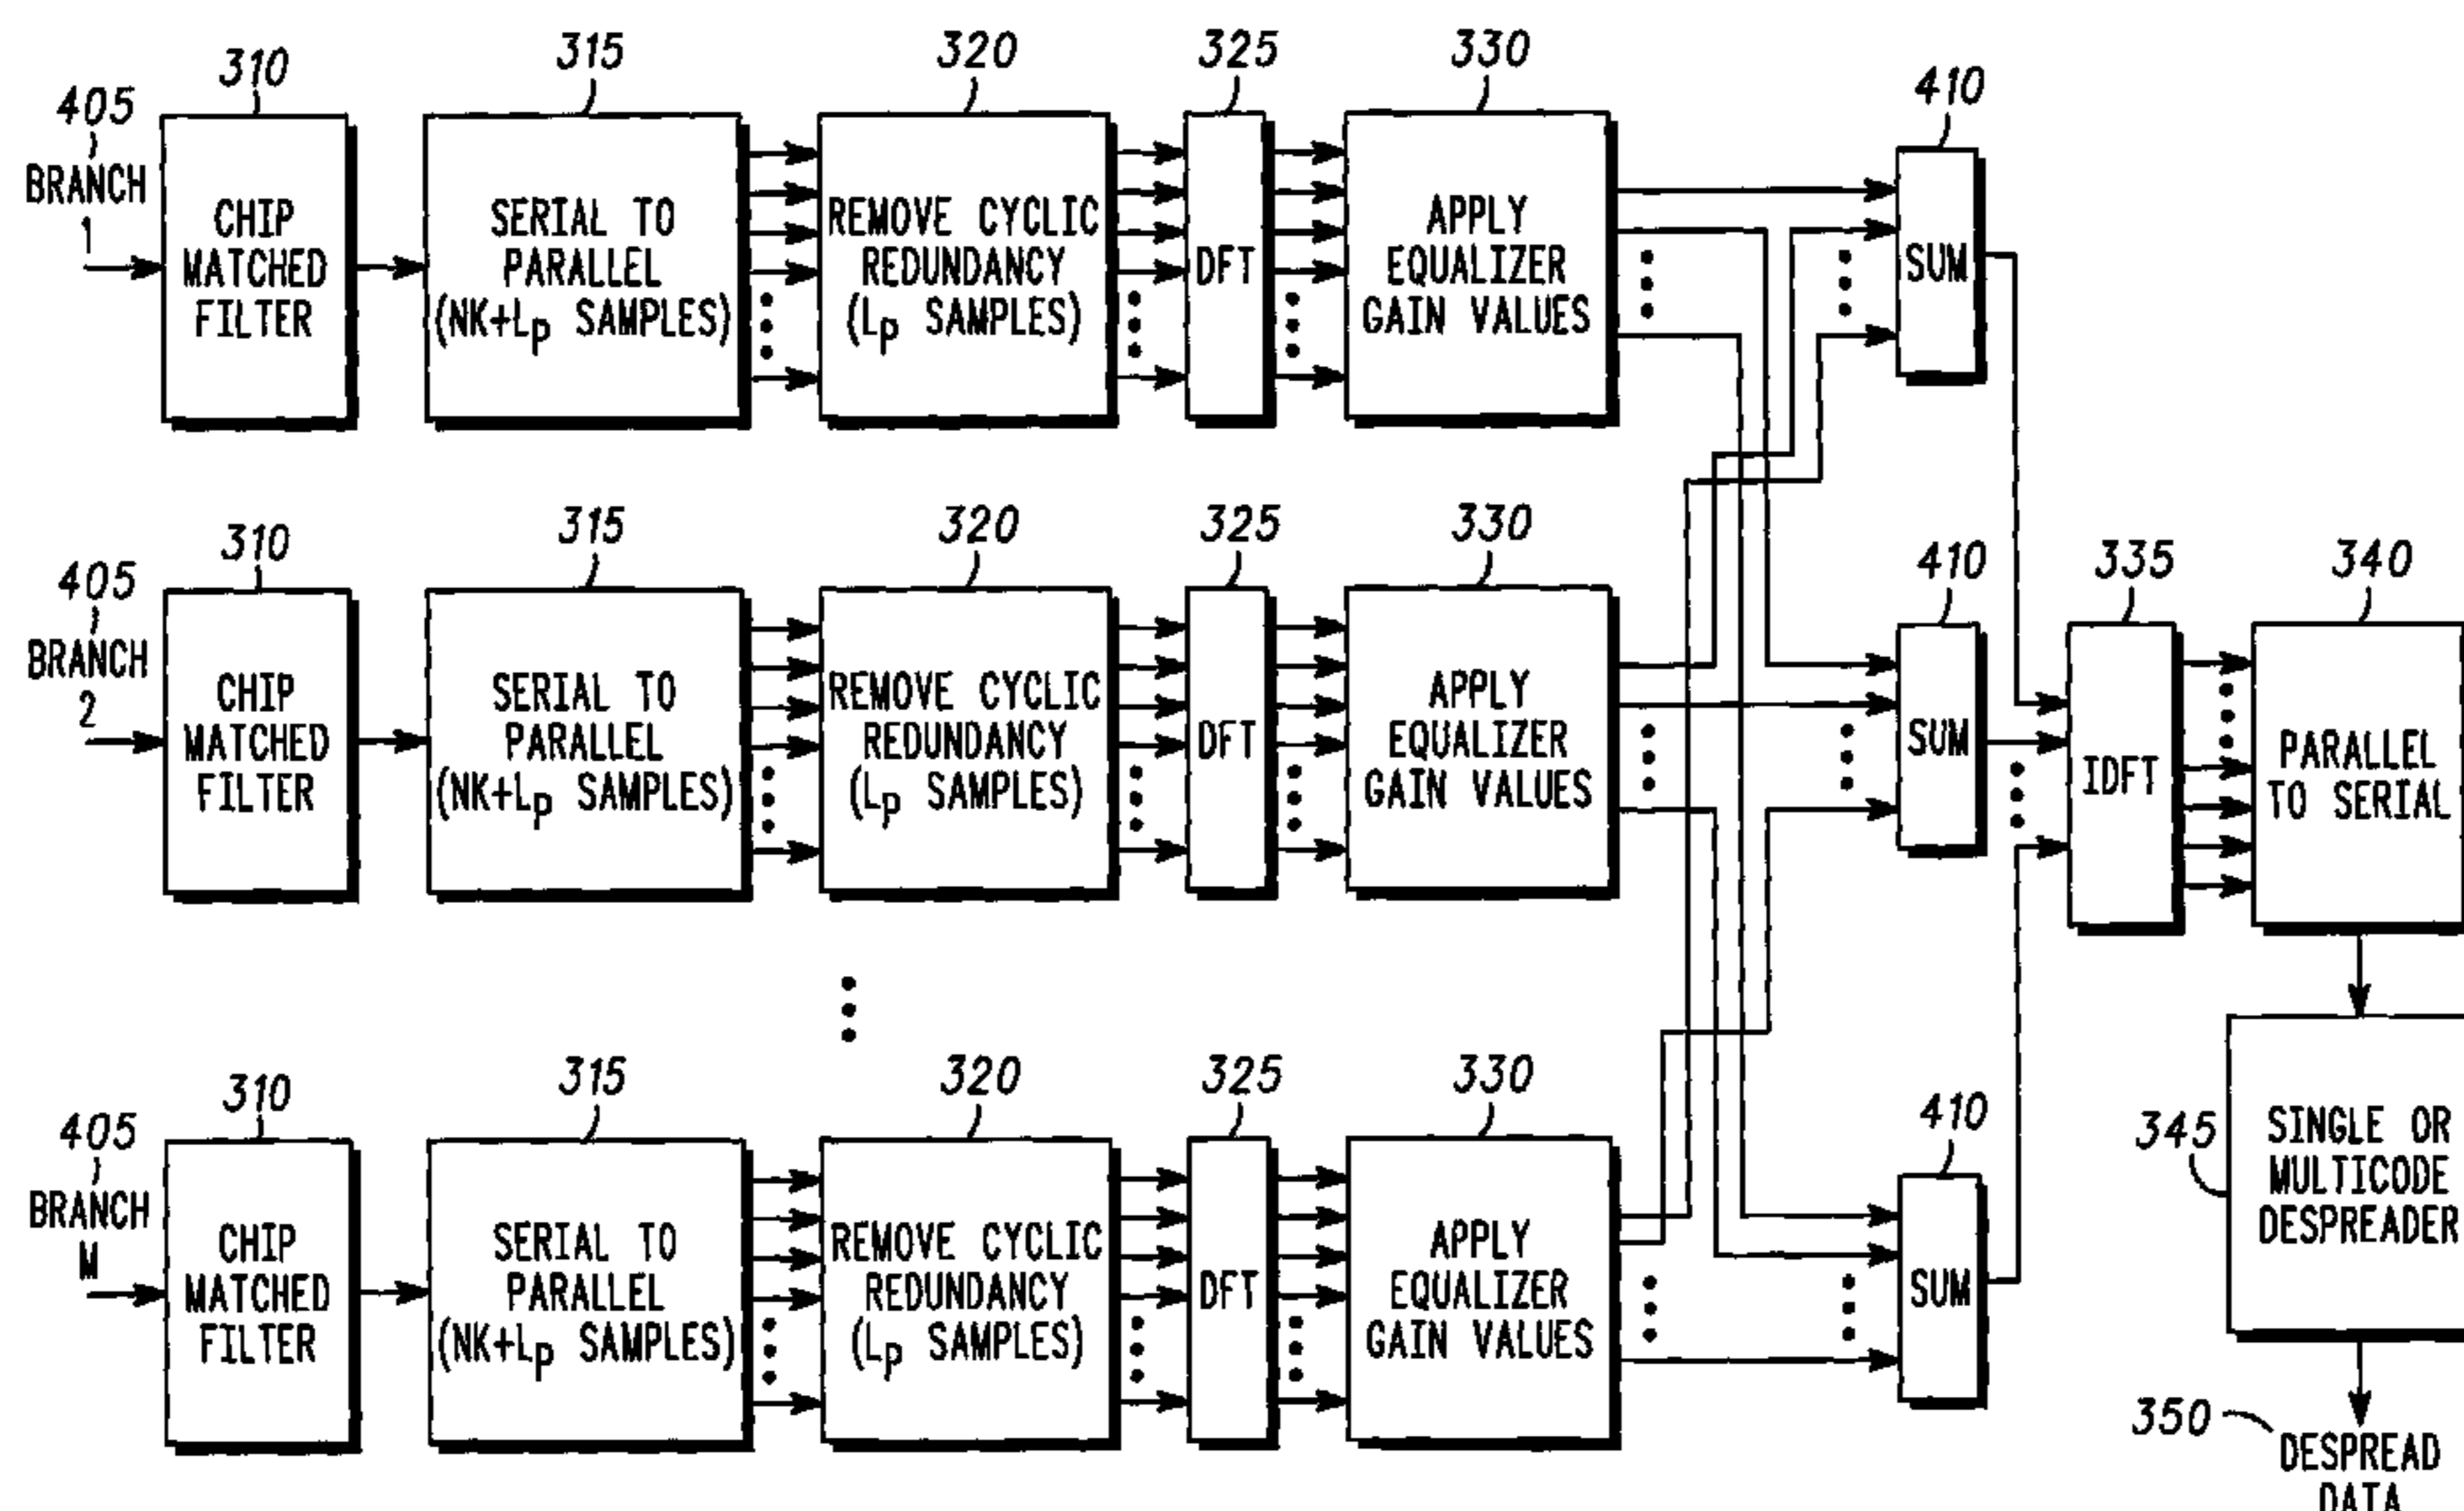 310
315
320
325
330
410
405
BRANCH
1
CHIP
MATCHED
FILTER
SERIAL TO
PARALLEL
(NK+Lp SAMPLES)
REMOVE CYCLIC
REDUNDANCY
(Lp SAMPLES)
DFT
APPLY
EQUALIZER
GAIN VALUES
SUM
310
315
320
325
330
410
335
340
405
BRANCH
2
CHIP
MATCHED
FILTER
SERIAL TO
PARALLEL
(NK+Lp SAMPLES)
REMOVE CYCLIC
REDUNDANCY
(Lp SAMPLES)
DFT
APPLY
EQUALIZER
GAIN VALUES
SUM
IDFT
PARALLEL
TO SERIAL
310
315
320
325
330
410
405
BRANCH
M
CHIP
MATCHED
FILTER
SERIAL TO
PARALLEL
(NK+Lp SAMPLES)
REMOVE CYCLIC
REDUNDANCY
(Lp SAMPLES)
DFT
APPLY
EQUALIZER
GAIN VALUES
SUM
345
SINGLE OR
MULTICODE
DESPREADER
350
DESPREAD
DATA